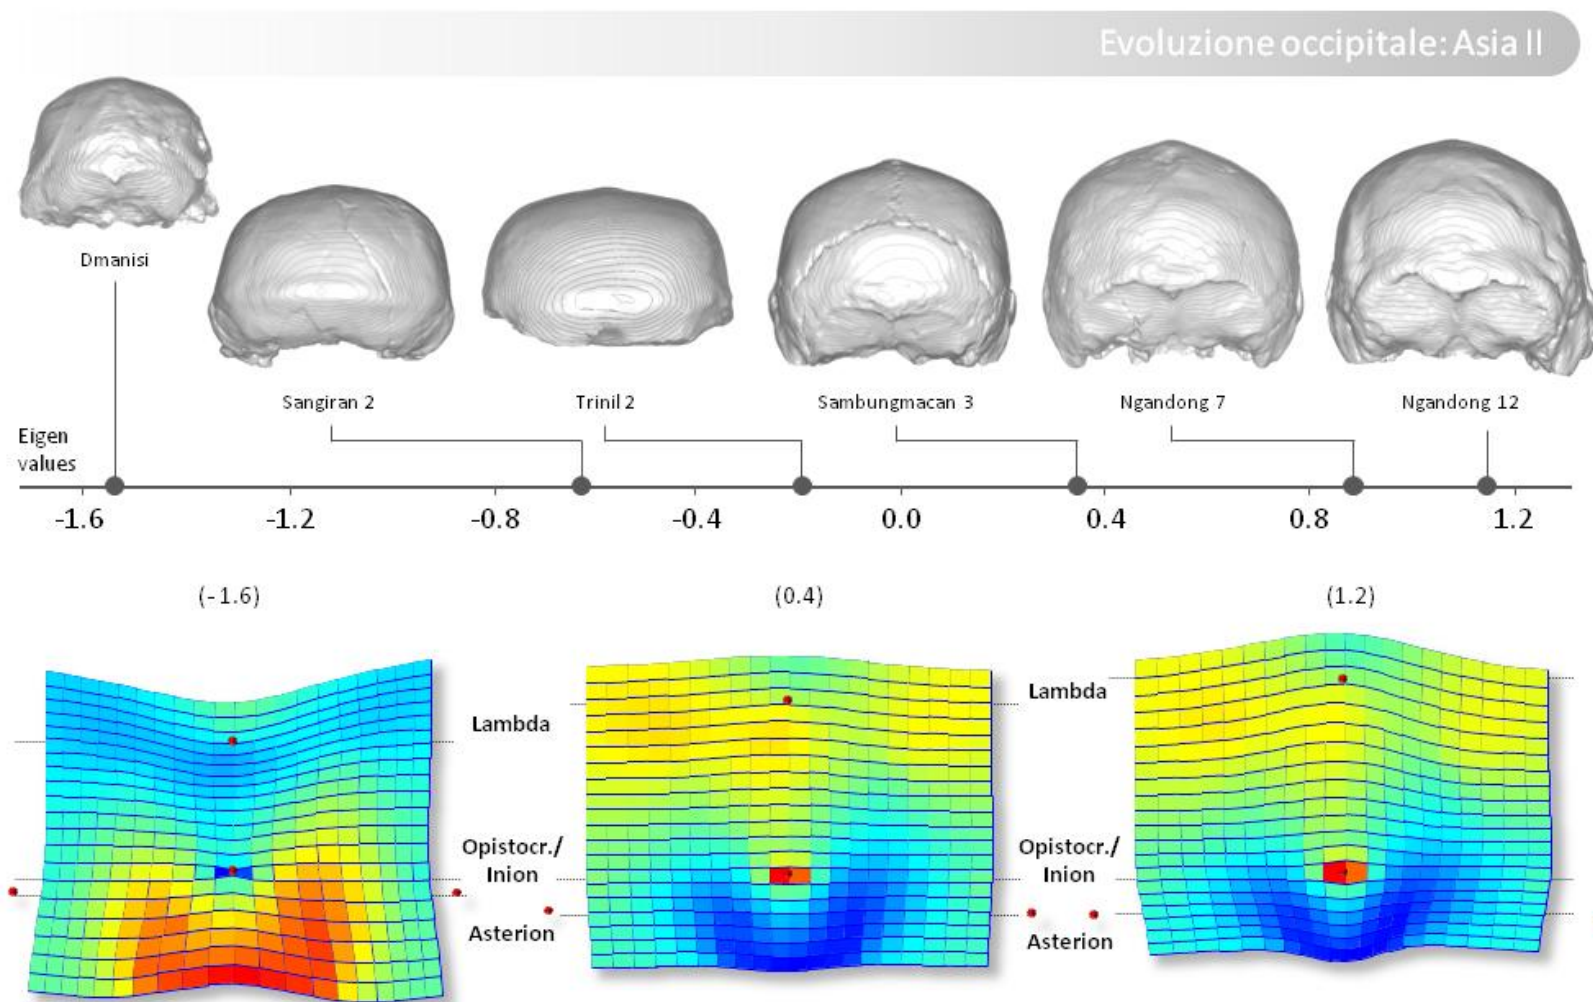 Evoluzione occipitale: Asia II
Dmanisi
Sangiran 2
Trinil 2
Sambungmacan 3
Ngandong 7
Ngandong 12
Eigen
values
-1.6
-1.2
-0.8
-0.4
0.0
0.4
0.8
1.2
(-1.6)
(0.4)
(1.2)
Lambda
Lambda
Opistocr./
Inion
Opistocr./
Inion
Asterion
Asterion